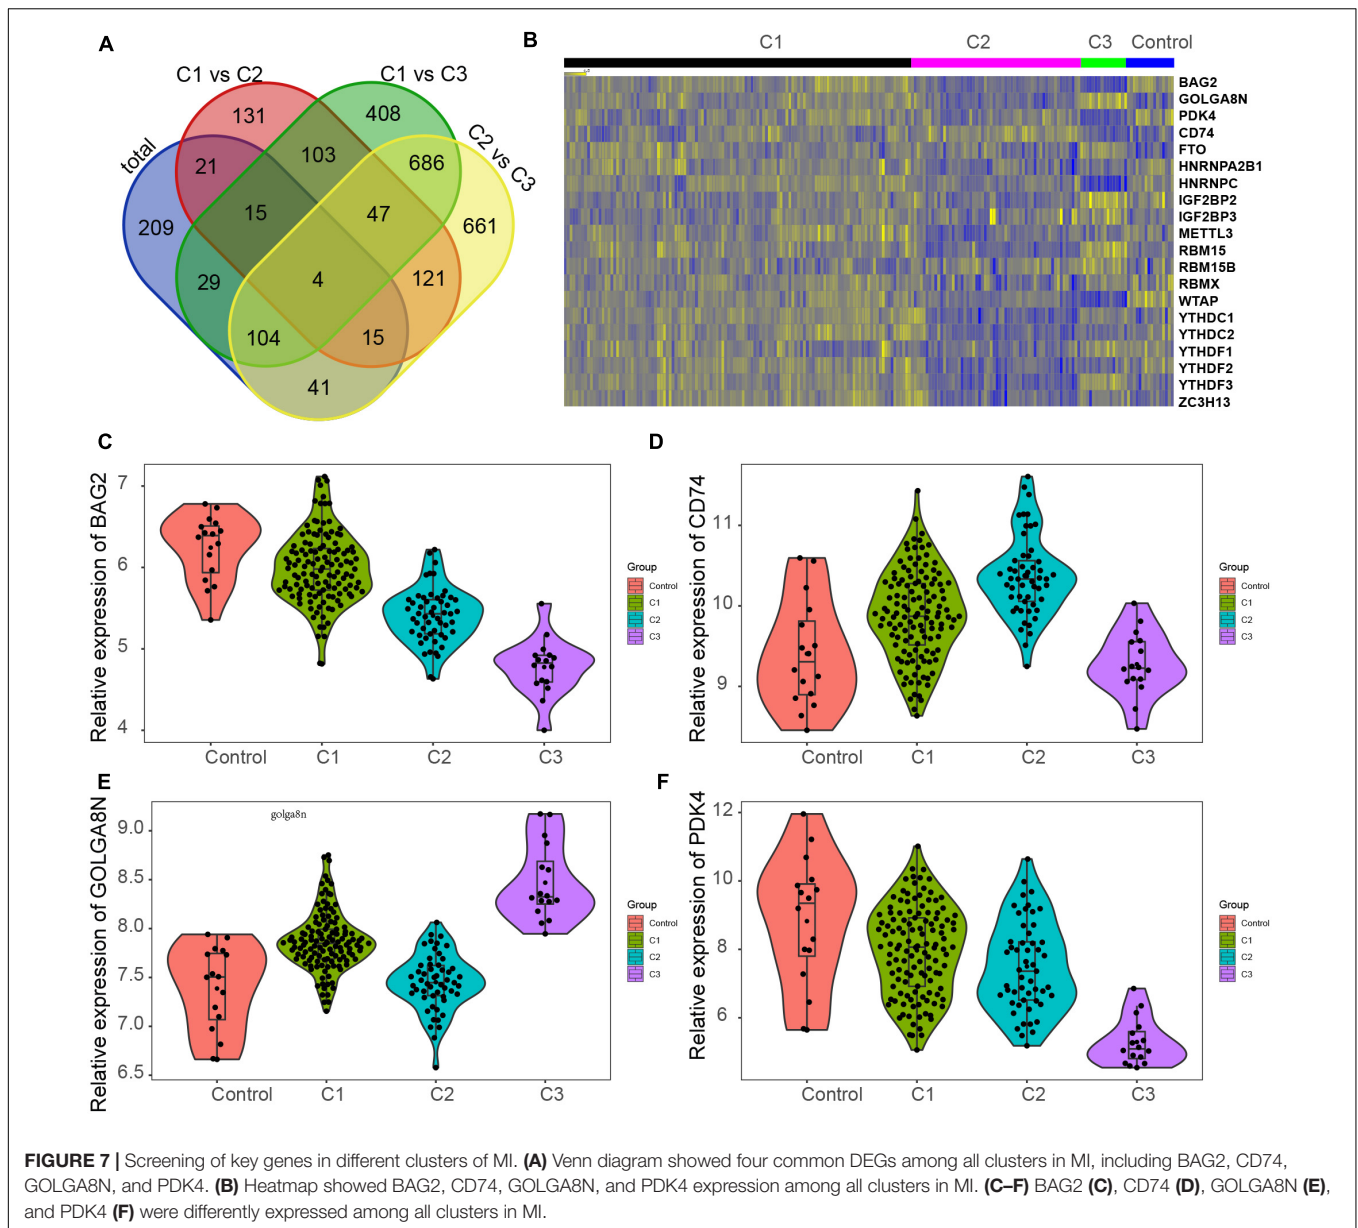 A
C1 vs C2
C1 vs C3
total
C2 vs C3
131
408
21
103
686
209
15
47
661
29
4
121
104
15
41
B
C1
C2
C3
Control
BAG2
GOLGA8N
PDK4
CD74
FTO
HNRNPA2B1
HNRNPC
IGF2BP2
IGF2BP3
METTL3
RBM15
RBM15B
RBMX
WTAP
YTHDC1
YTHDC2
YTHDF1
YTHDF2
YTHDF3
ZC3H13
C
Relative expression of BAG2
7
6
5
4
Control
C1
C2
C3
Group
Control
C1
C2
C3
D
Relative expression of CD74
11
10
9
Control
C1
C2
C3
Group
Control
C1
C2
C3
E
golga8n
Relative expression of GOLGA8N
9.0
8.5
8.0
7.5
7.0
6.5
Control
C1
C2
C3
Group
Control
C1
C2
C3
F
Relative expression of PDK4
12
10
8
6
Control
C1
C2
C3
Group
Control
C1
C2
C3
FIGURE 7 | Screening of key genes in different clusters of MI. (A) Venn diagram showed four common DEGs among all clusters in MI, including BAG2, CD74,
GOLGA8N, and PDK4. (B) Heatmap showed BAG2, CD74, GOLGA8N, and PDK4 expression among all clusters in MI. (C–F) BAG2 (C), CD74 (D), GOLGA8N (E),
and PDK4 (F) were differently expressed among all clusters in MI.